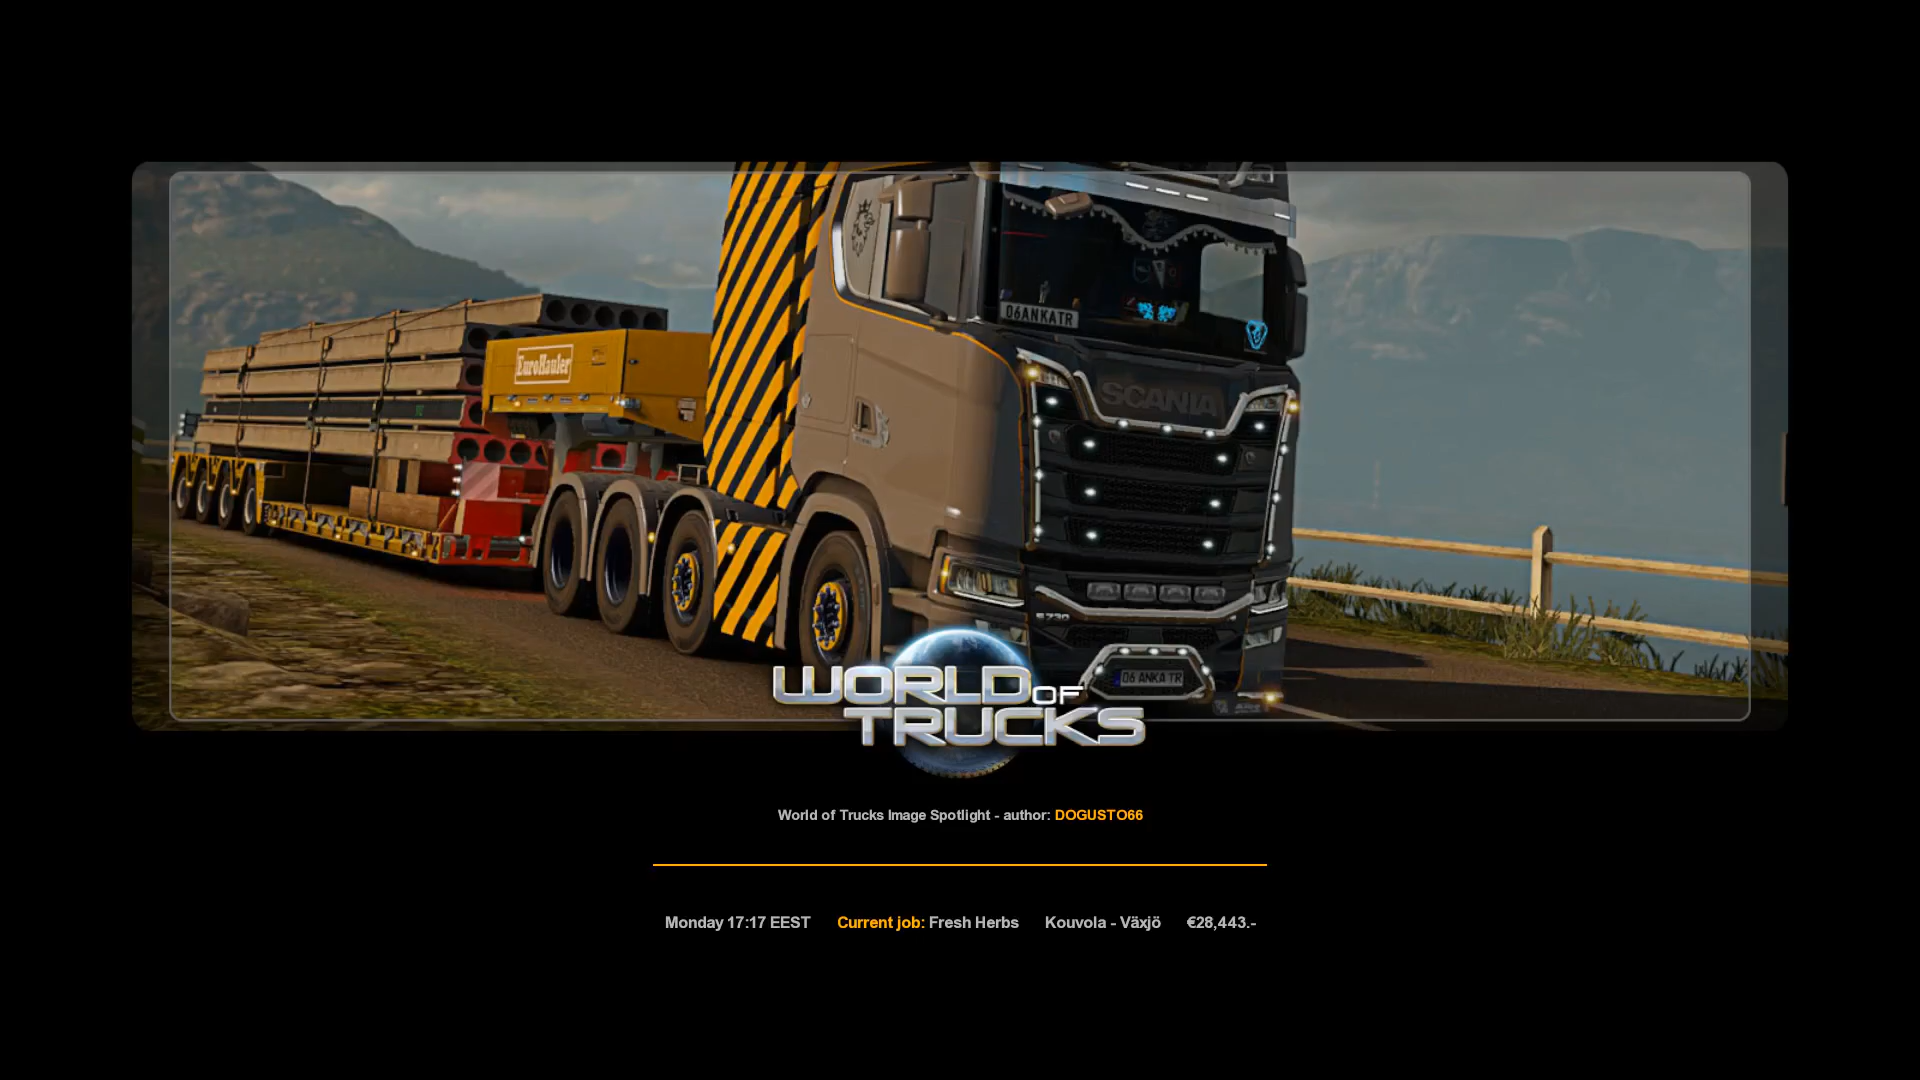 06ANKATR
EuroHauler
SCANIA
S730
06 ANKA TR
WORLD OF
TRUCKS
World of Trucks Image Spotlight - author: DOGUSTO66
Monday 17:17 EEST Current job: Fresh Herbs Kouvola - Växjö €28,443.-